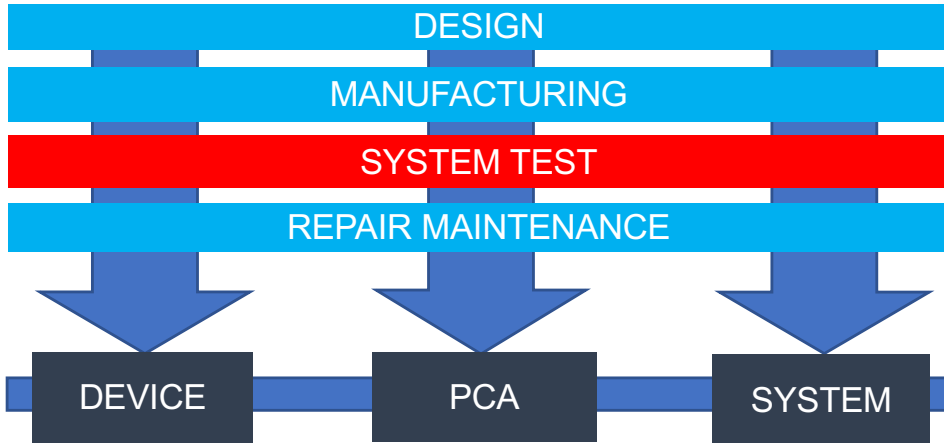 DESIGN
MANUFACTURING
SYSTEM TEST
REPAIR MAINTENANCE
DEVICE
PCA
SYSTEM